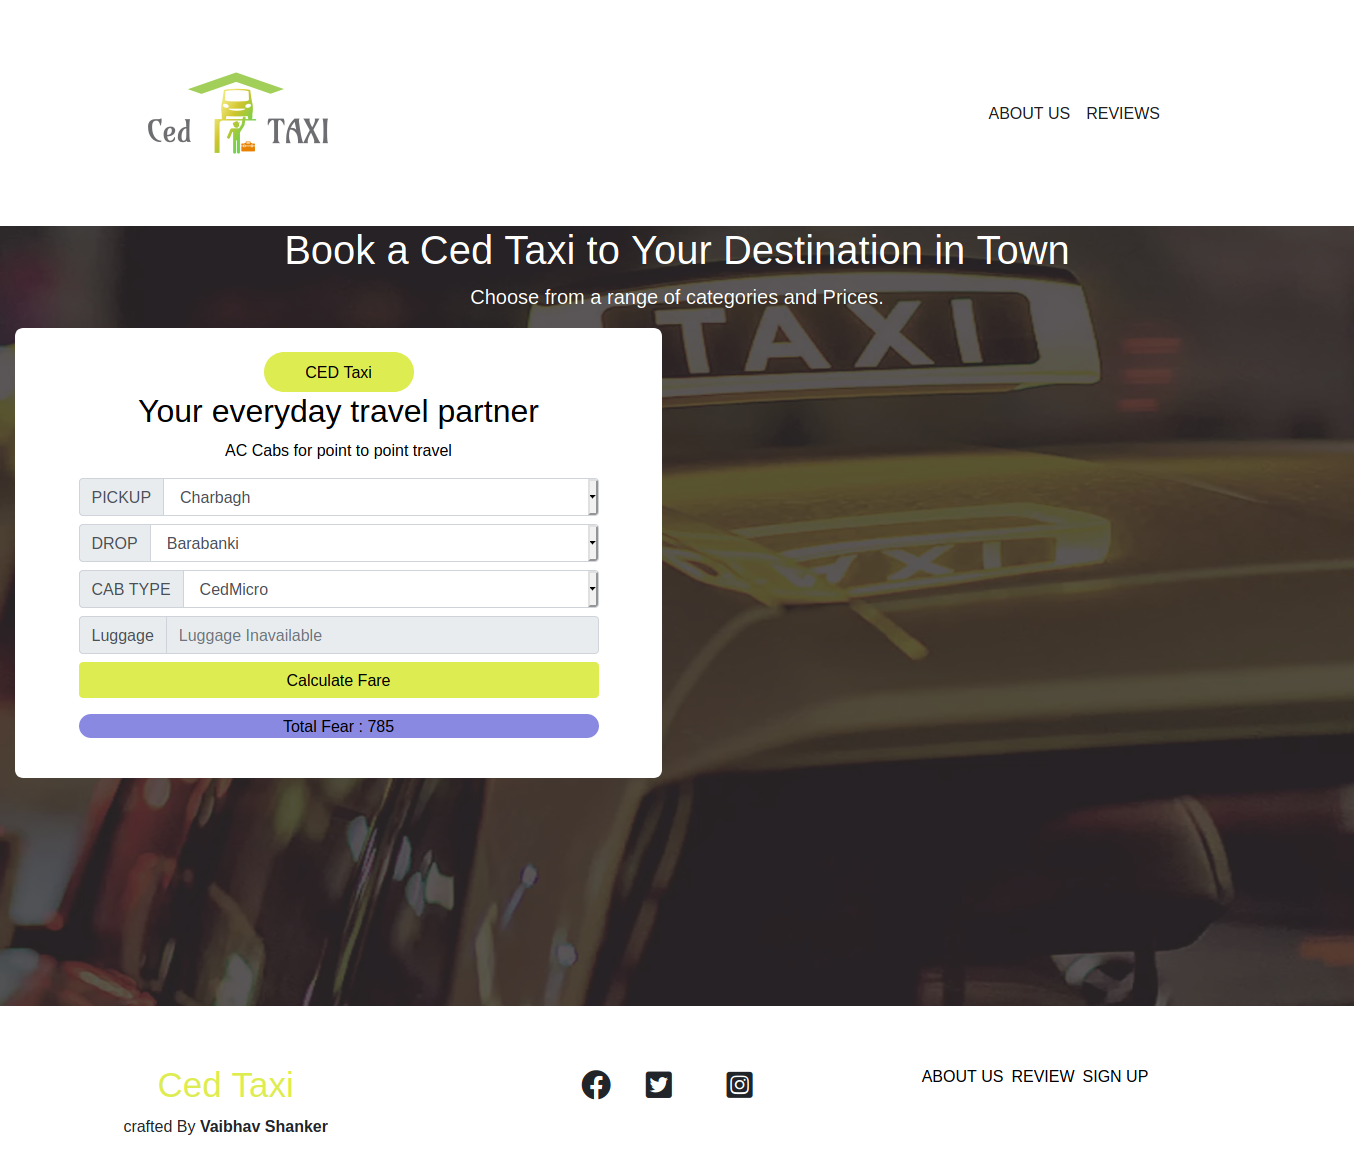 Ced TAXI
ABOUT US REVIEWS
Book a Ced Taxi to Your Destination in Town
Choose from a range of categories and Prices.
TAXI
CED Taxi
Your everyday travel partner
AC Cabs for point to point travel
PICKUP Charbagh
DROP Barabanki
CAB TYPE CedMicro
Luggage Luggage Inavailable
Calculate Fare
Total Fear : 785
Ced Taxi
ABOUT US REVIEW SIGN UP
crafted By Vaibhav Shanker